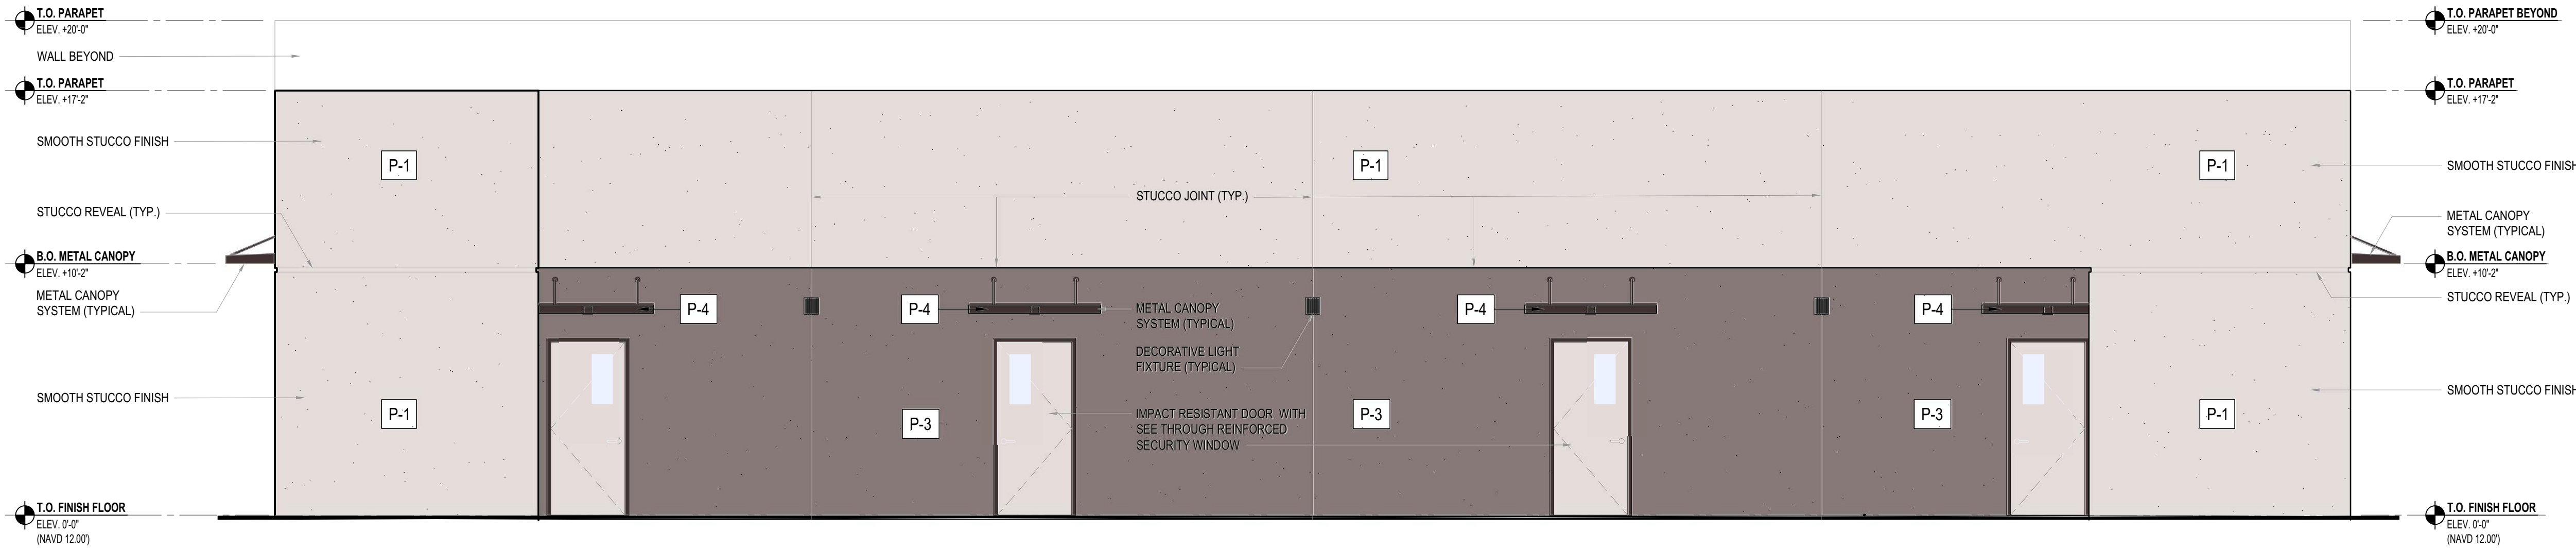 T.O. PARAPET
ELEV. +20'-0"
WALL BEYOND
T.O. PARAPET
ELEV. +17'-2"
SMOOTH STUCCO FINISH
STUCCO REVEAL (TYP.)
B.O. METAL CANOPY
ELEV. +10'-2"
METAL CANOPY
SYSTEM (TYPICAL)
SMOOTH STUCCO FINISH
T.O. FINISH FLOOR
ELEV. 0'-0"
(NAVD 12.00')
P-1
P-1
P-1
P-1
STUCCO JOINT (TYP.)
P-4
P-4
P-4
P-4
METAL CANOPY
SYSTEM (TYPICAL)
DECORATIVE LIGHT
FIXTURE (TYPICAL)
IMPACT RESISTANT DOOR WITH
SEE THROUGH REINFORCED
SECURITY WINDOW
P-3
P-3
P-3
P-1
T.O. PARAPET BEYOND
ELEV. +20'-0"
T.O. PARAPET
ELEV. +17'-2"
SMOOTH STUCCO FINISH
METAL CANOPY
SYSTEM (TYPICAL)
B.O. METAL CANOPY
ELEV. +10'-2"
STUCCO REVEAL (TYP.)
SMOOTH STUCCO FINISH
T.O. FINISH FLOOR
ELEV. 0'-0"
(NAVD 12.00')